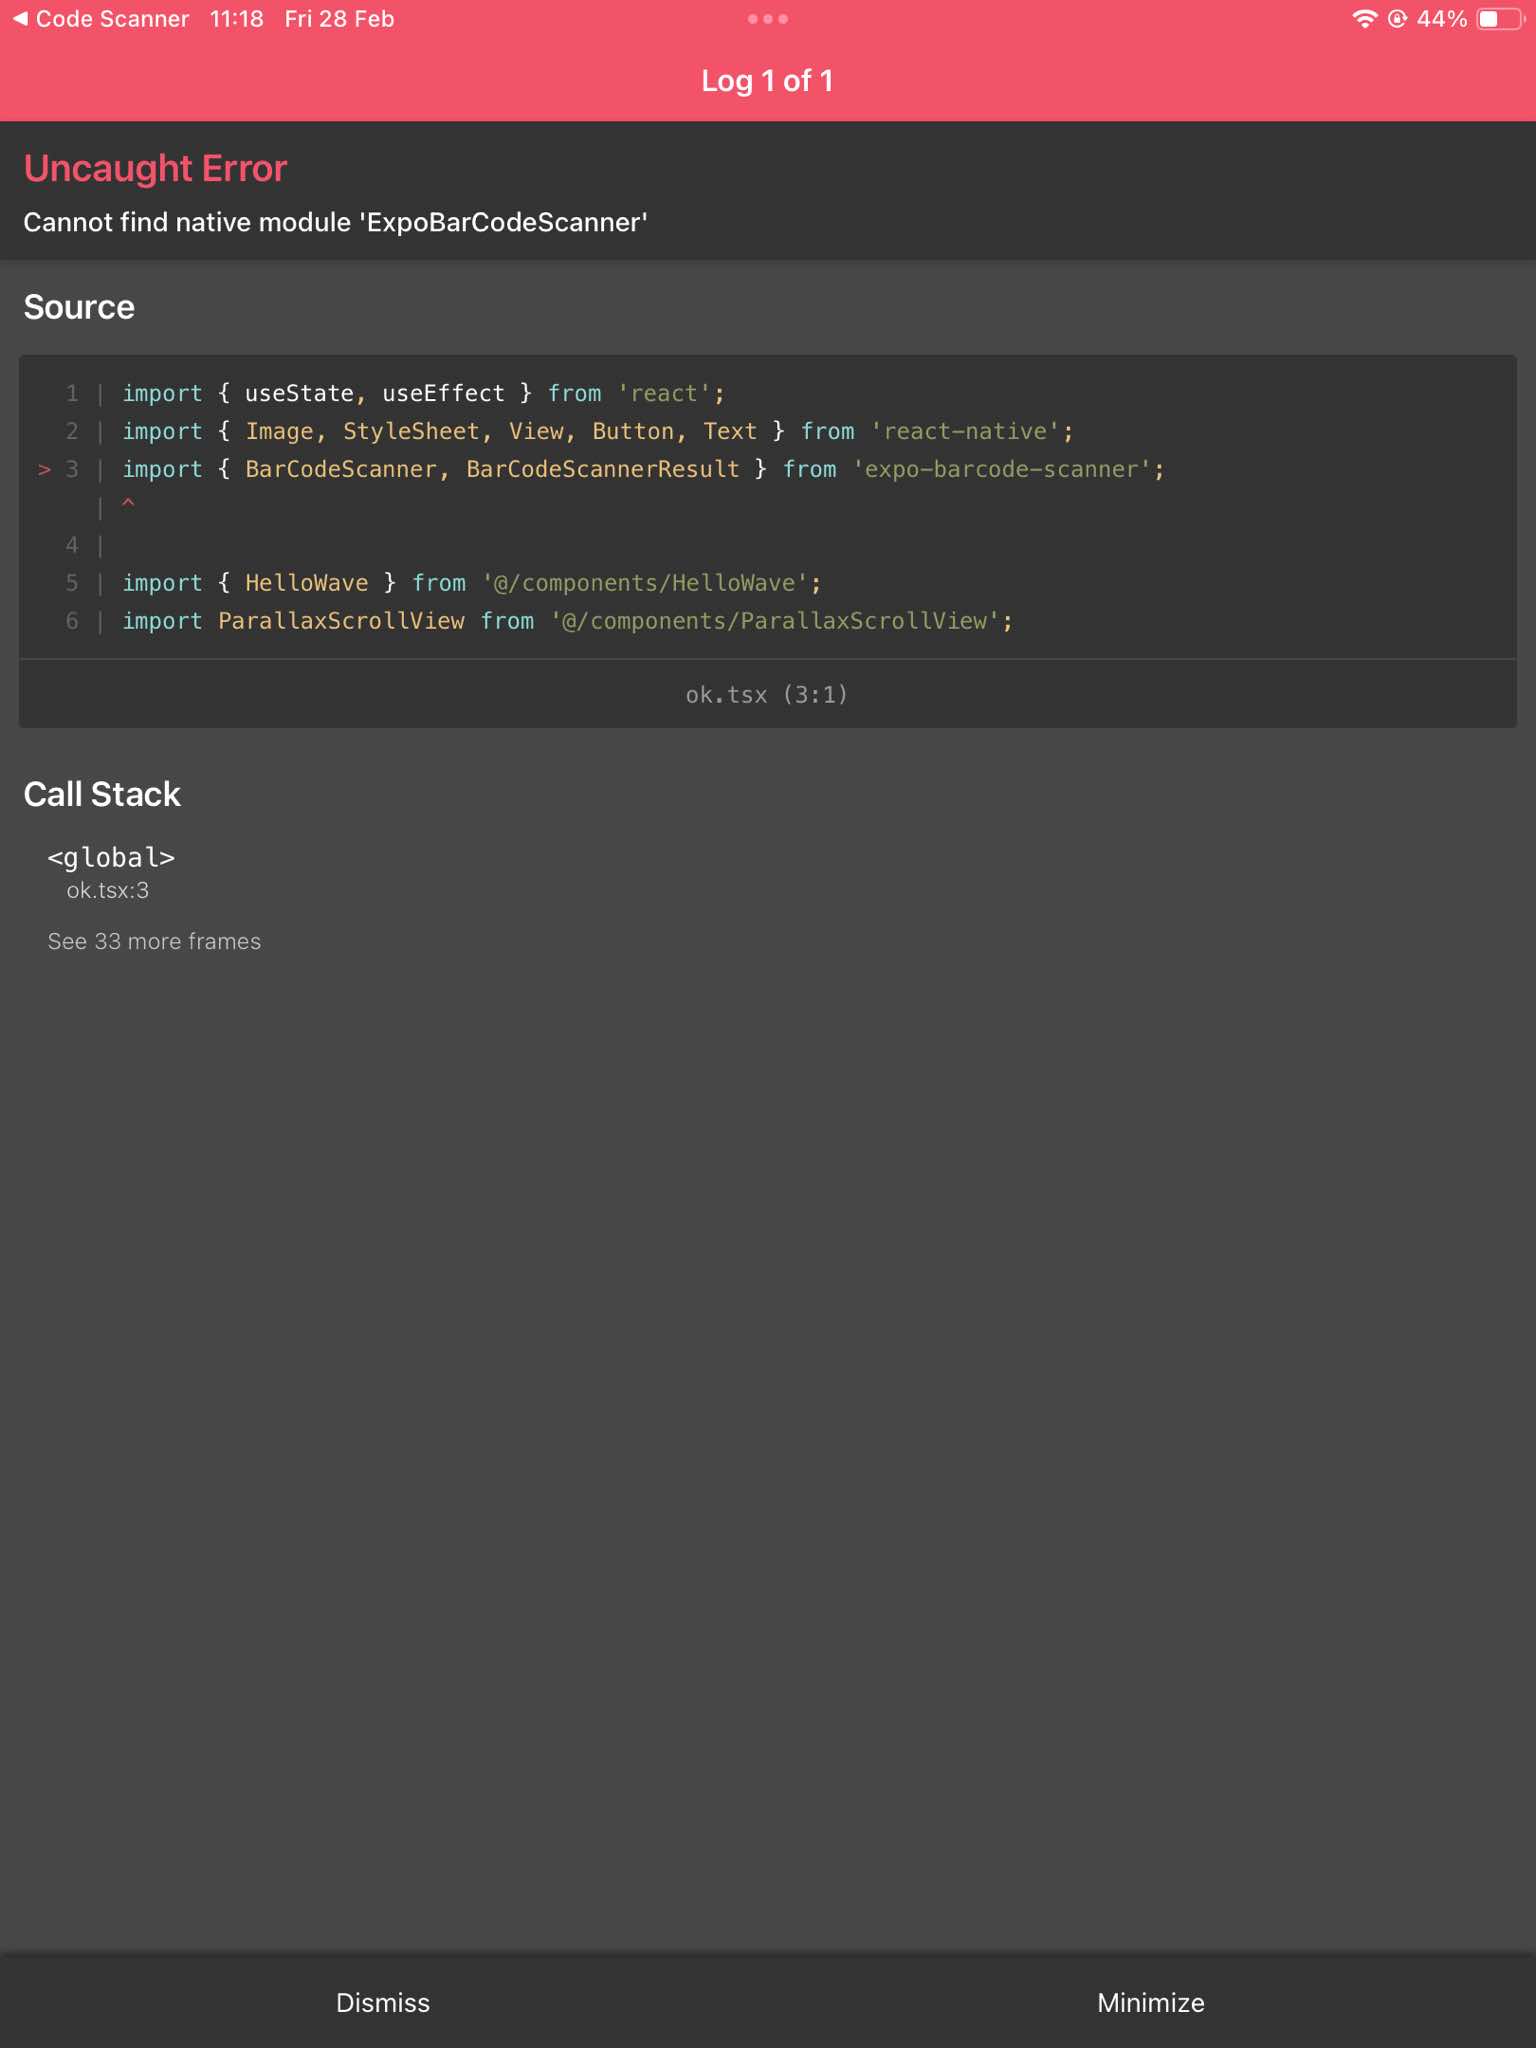 ◀ Code Scanner 11:18 Fri 28 Feb 44%
Log 1 of 1
Uncaught Error
Cannot find native module 'ExpoBarCodeScanner'
Source
1 | import { useState, useEffect } from 'react';
2 | import { Image, StyleSheet, View, Button, Text } from 'react-native';
> 3 | import { BarCodeScanner, BarCodeScannerResult } from 'expo-barcode-scanner';
| ^
4 |
5 | import { HelloWave } from '@/components/HelloWave';
6 | import ParallaxScrollView from '@/components/ParallaxScrollView';
ok.tsx (3:1)
Call Stack
<global>
ok.tsx:3
See 33 more frames
Dismiss Minimize